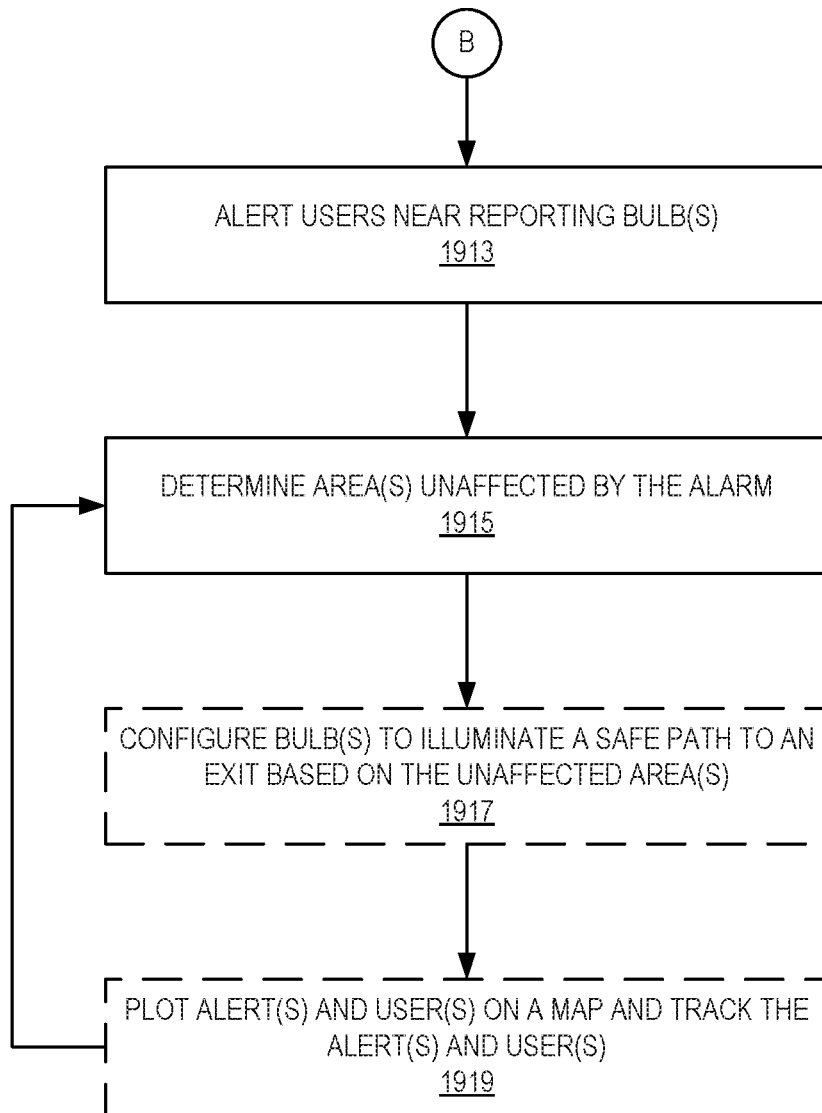 B
ALERT USERS NEAR REPORTING BULB(S)
1913
DETERMINE AREA(S) UNAFFECTED BY THE ALARM
1915
CONFIGURE BULB(S) TO ILLUMINATE A SAFE PATH TO AN
EXIT BASED ON THE UNAFFECTED AREA(S)
1917
PLOT ALERT(S) AND USER(S) ON A MAP AND TRACK THE
ALERT(S) AND USER(S)
1919